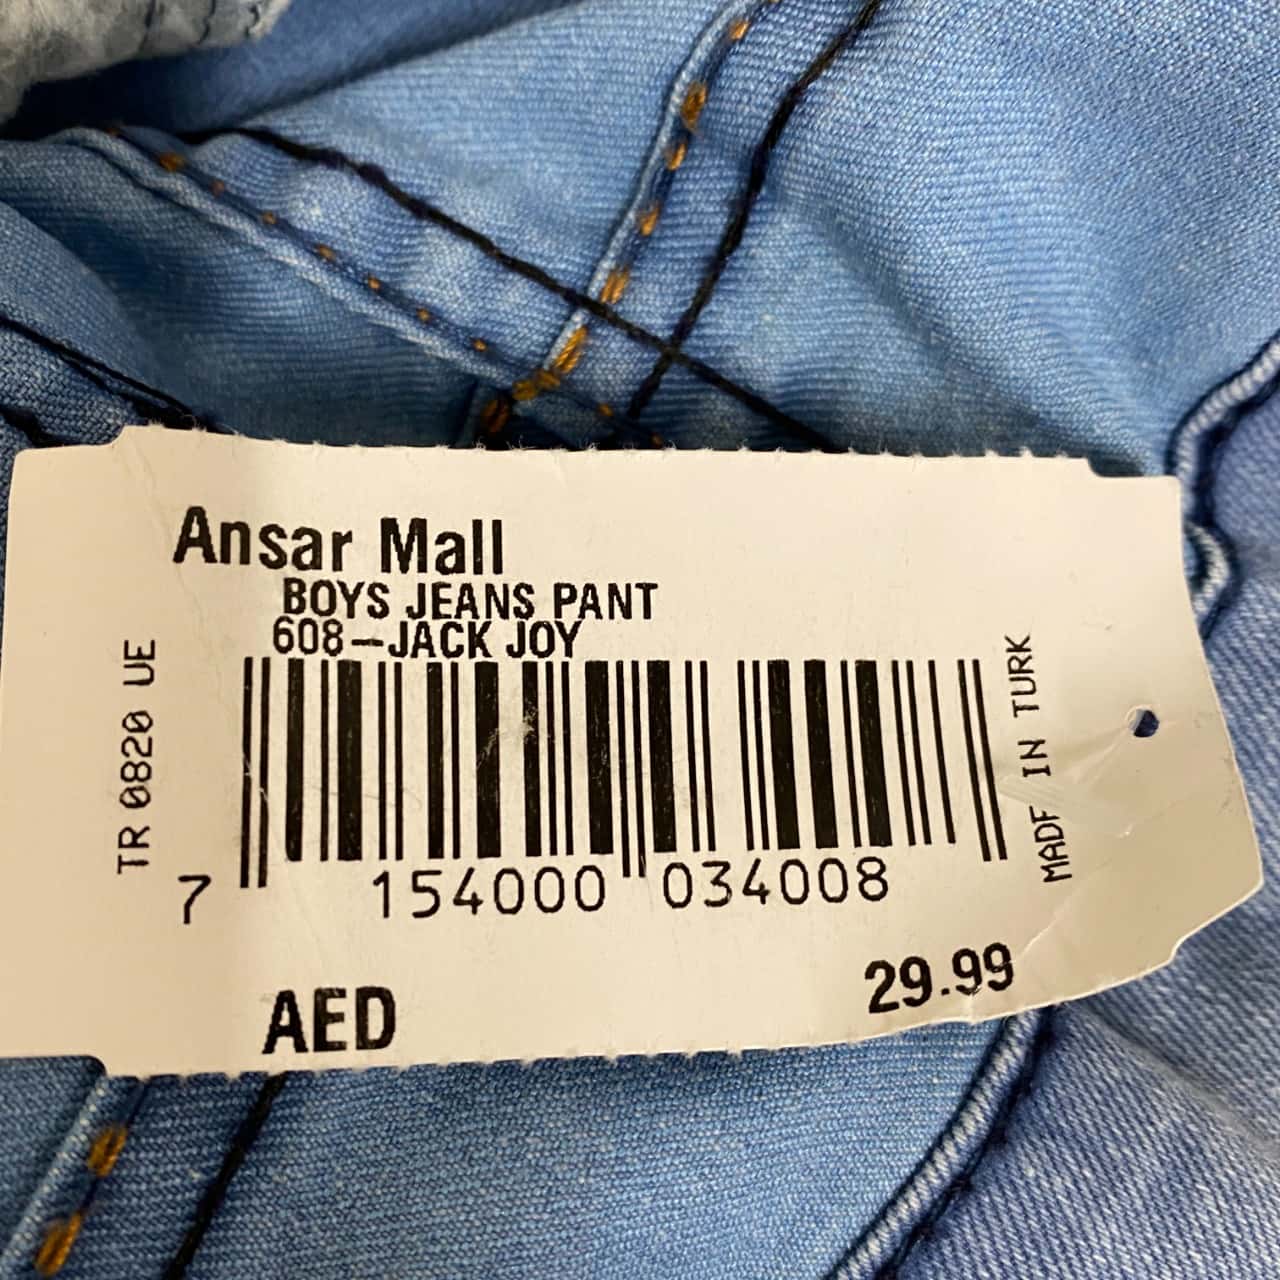 Ansar Mall
BOYS JEANS PANT
608-JACK JOY
TR 0820 UE
MADE IN TURK
7 154000 034008
AED 29.99